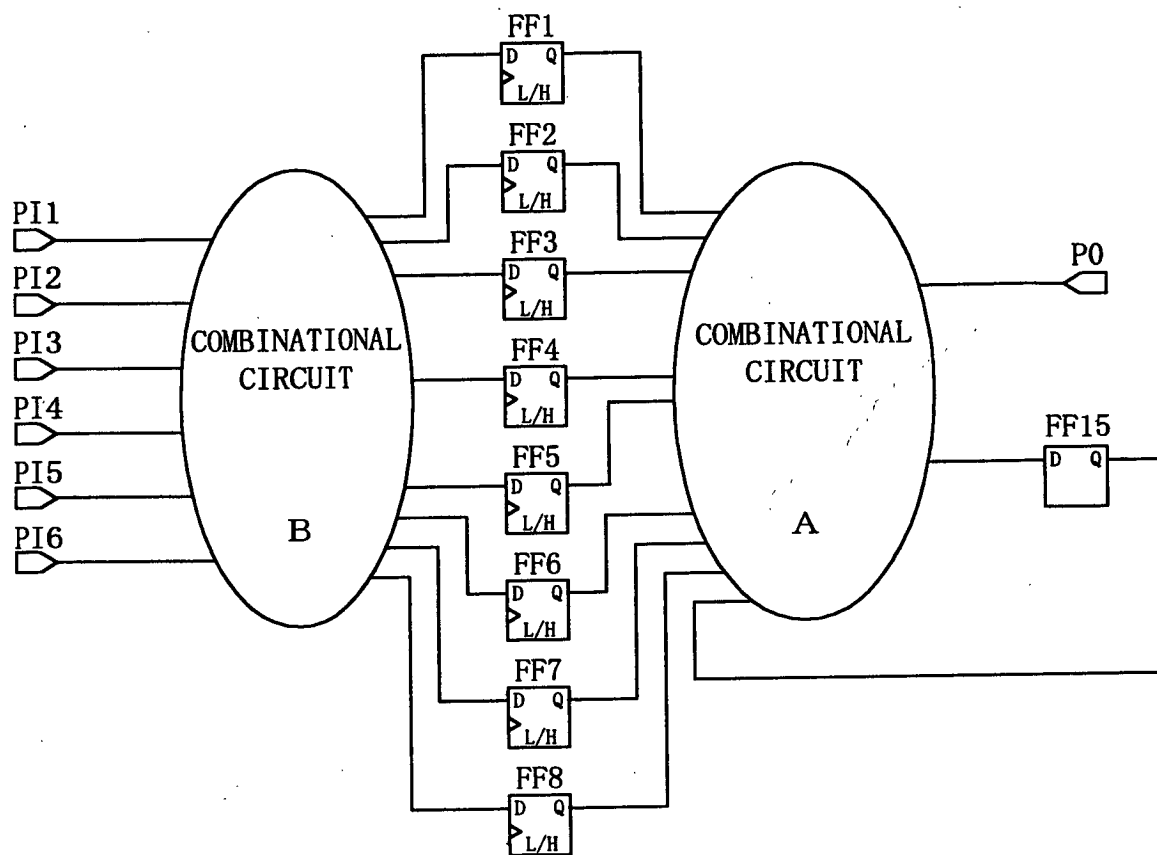 FF1
D Q
L/H
FF2
D Q
L/H
FF3
D Q
L/H
FF4
D Q
L/H
FF5
D Q
L/H
FF6
D Q
L/H
FF7
D Q
L/H
FF8
D Q
L/H
PI1
PI2
PI3
PI4
PI5
PI6
COMBINATIONAL
CIRCUIT
B
COMBINATIONAL
CIRCUIT
A
PO
FF15
D Q